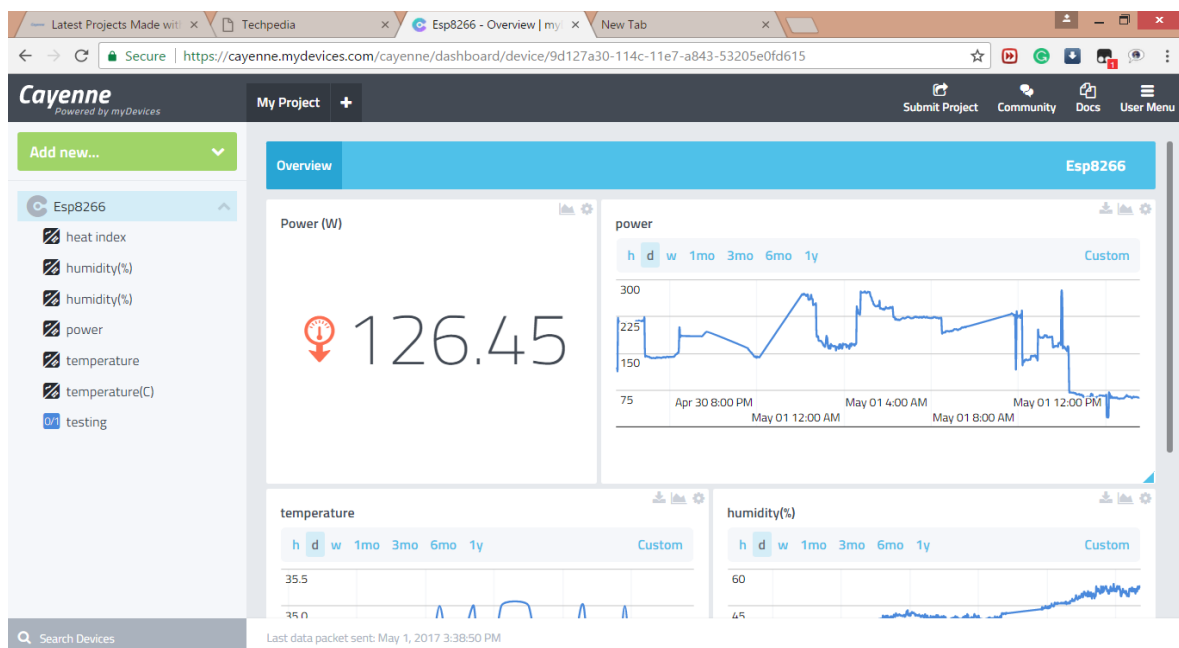 Latest Projects Made wit
Techpedia
Esp8266 - Overview | my
New Tab
Secure
https://cayenne.mydevices.com/cayenne/dashboard/device/9d127a30-114c-11e7-a843-53205e0fd615
1
Cayenne
Powered by myDevices
My Project +
Submit Project
Community
Docs
User Menu
Add new...
Overview
Esp8266
Esp8266
heat index
humidity(%)
humidity(%)
power
temperature
temperature(C)
0/1 testing
Power (W)
126.45
power
h d w 1mo 3mo 6mo 1y Custom
300
225
150
75
Apr 30 8:00 PM
May 01 12:00 AM
May 01 4:00 AM
May 01 8:00 AM
May 01 12:00 PM
temperature
h d w 1mo 3mo 6mo 1y Custom
35.5
35.0
humidity(%)
h d w 1mo 3mo 6mo 1y Custom
60
45
Search Devices
Last data packet sent: May 1, 2017 3:38:50 PM